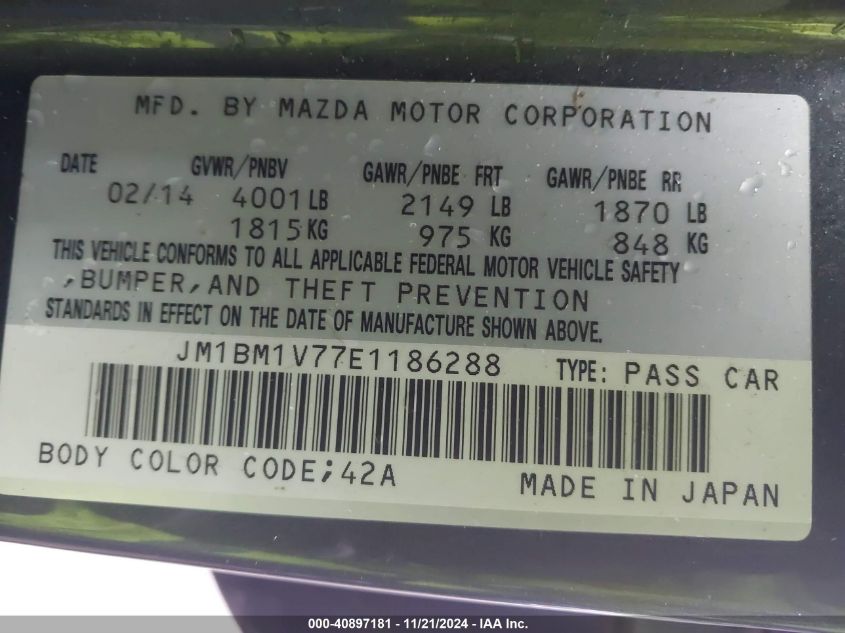 MFD. BY MAZDA MOTOR CORPORATION
DATE GVWR/PNBV GAWR/PNBE FRT GAWR/PNBE RR
02/14 4001 LB 2149 LB 1870 LB
1815 KG 975 KG 848 KG
THIS VEHICLE CONFORMS TO ALL APPLICABLE FEDERAL MOTOR VEHICLE SAFETY
,BUMPER,AND THEFT PREVENTION
STANDARDS IN EFFECT ON THE DATE OF MANUFACTURE SHOWN ABOVE.
JM1BM1V77E1186288 TYPE: PASS CAR
BODY COLOR CODE;42A MADE IN JAPAN
000-40897181 - 11/21/2024 - IAA Inc.